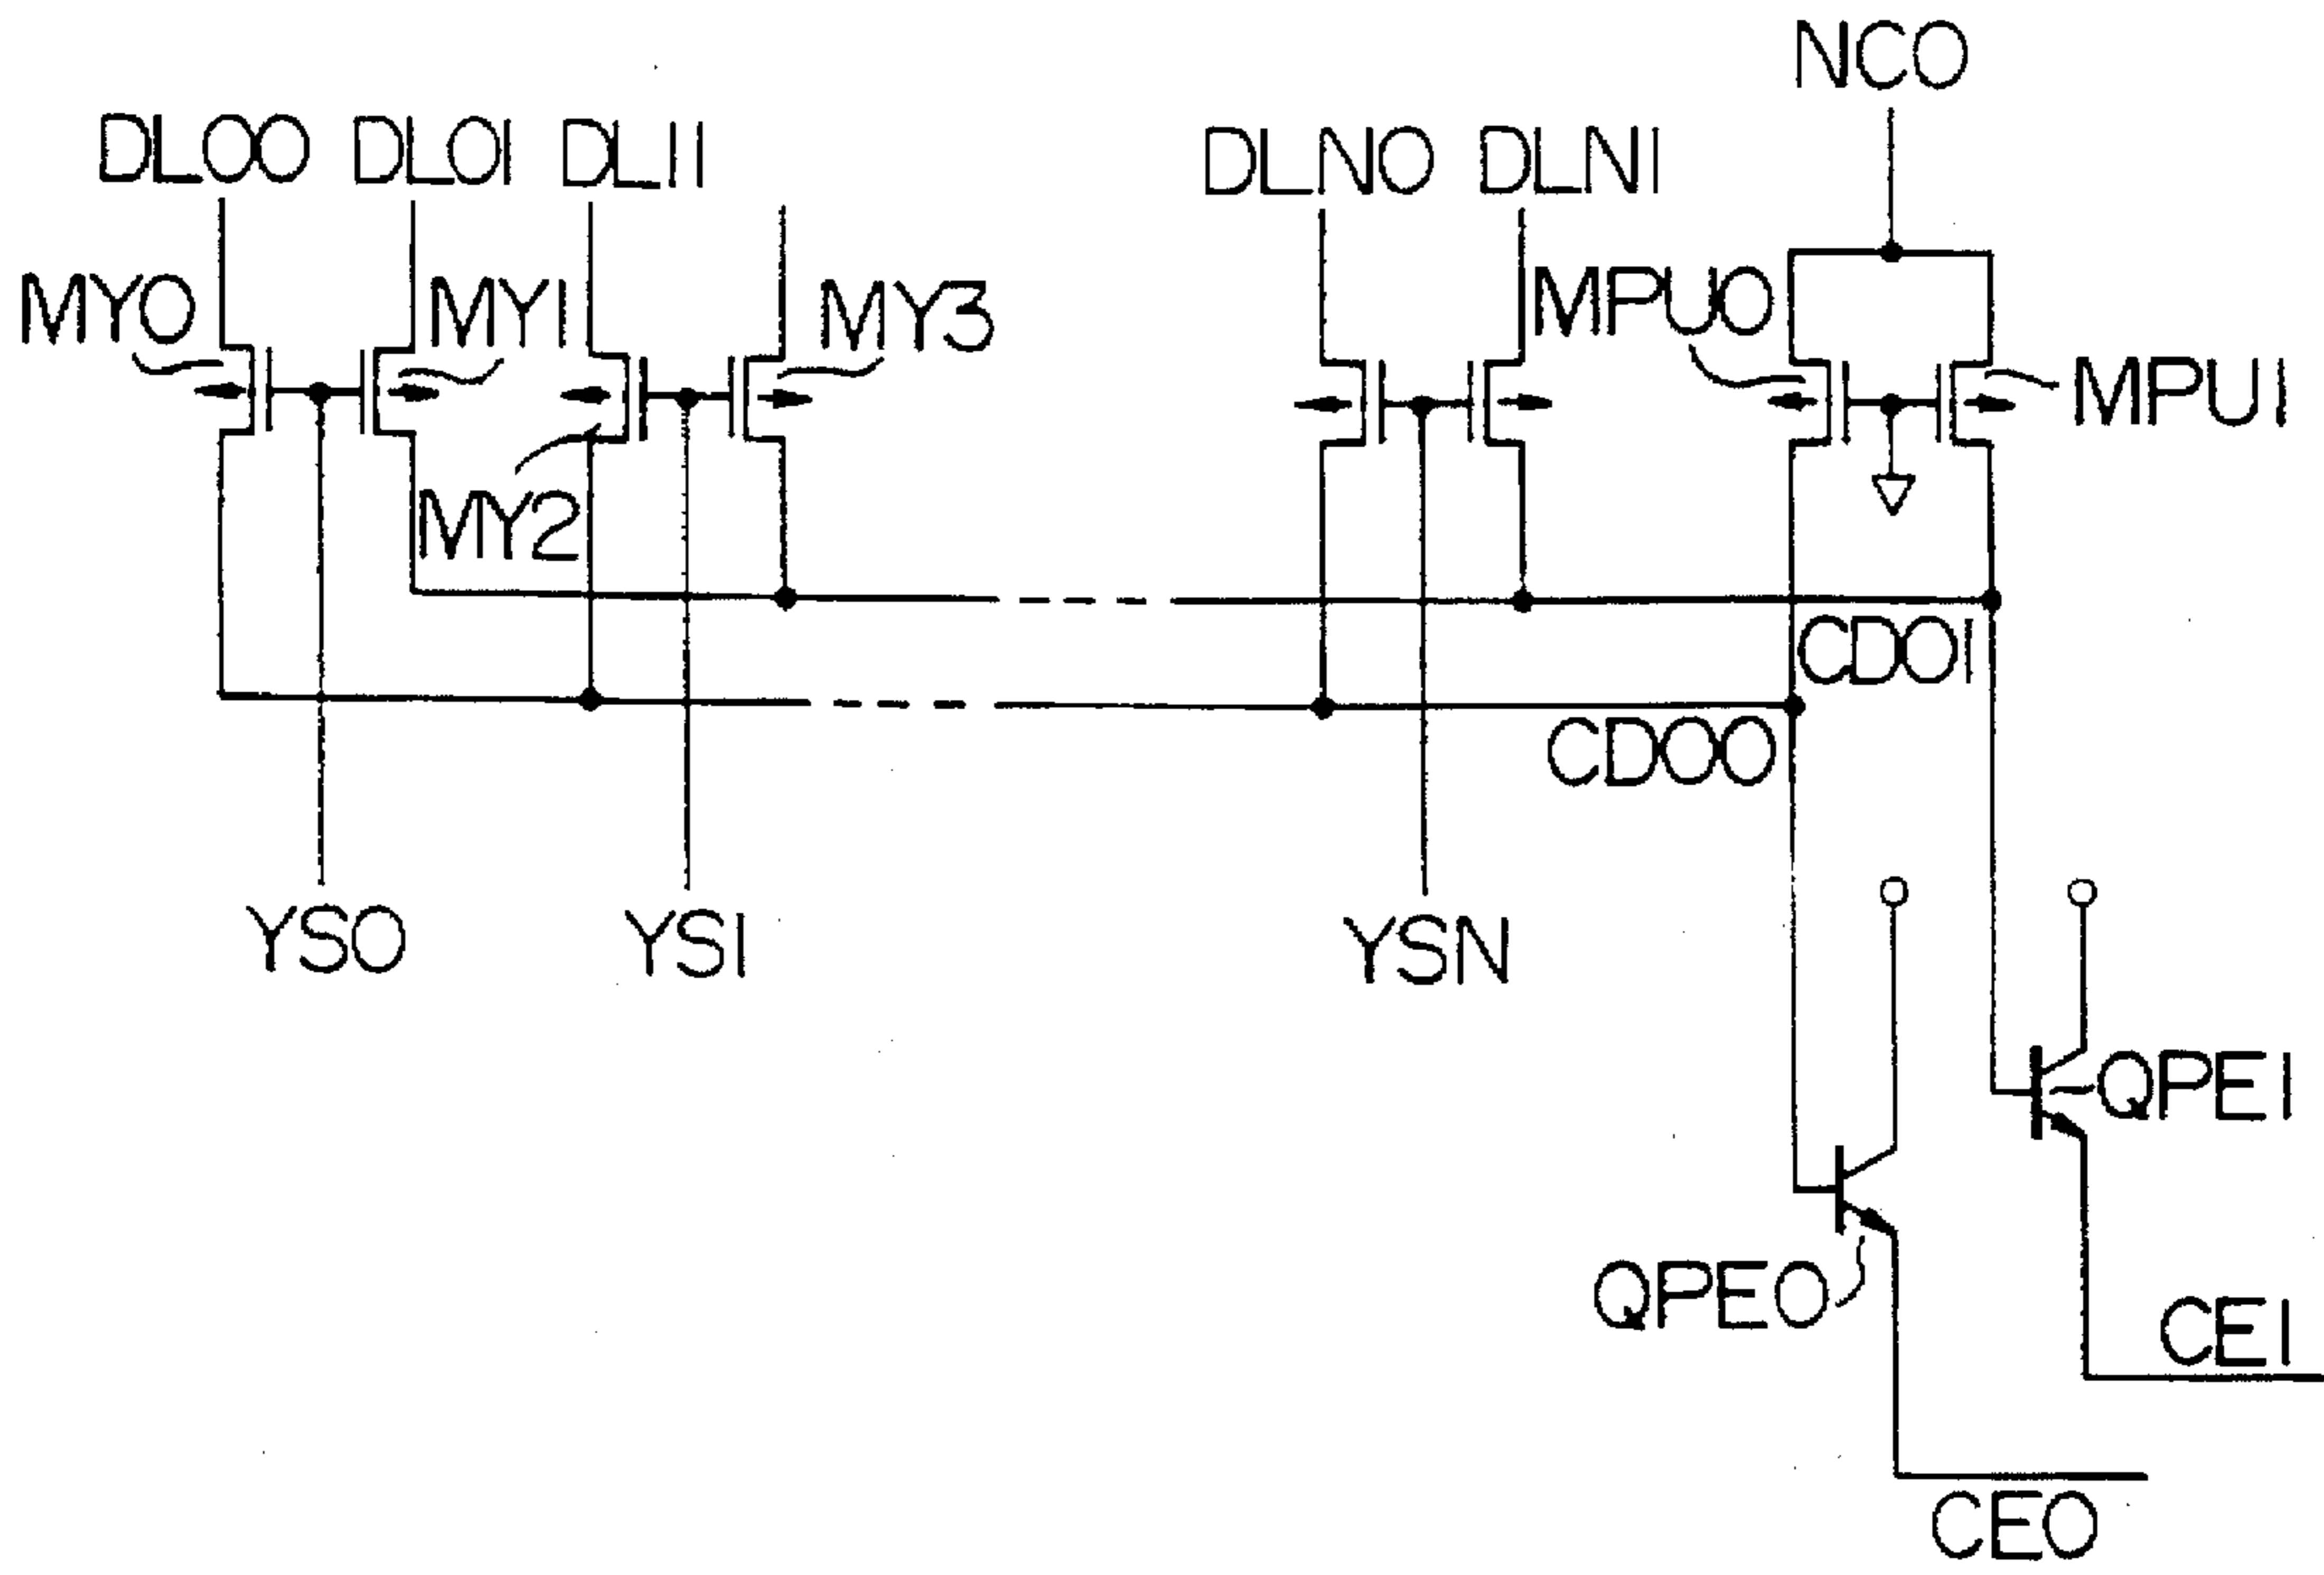 NCO
DLOO DLOI DLII DLNO DLNI
MYO MYI MY3 MPUO MPUI
MY2
CDOI
CDOO
YSO YSI YSN
QPEI
QPEO
CEI
CEO